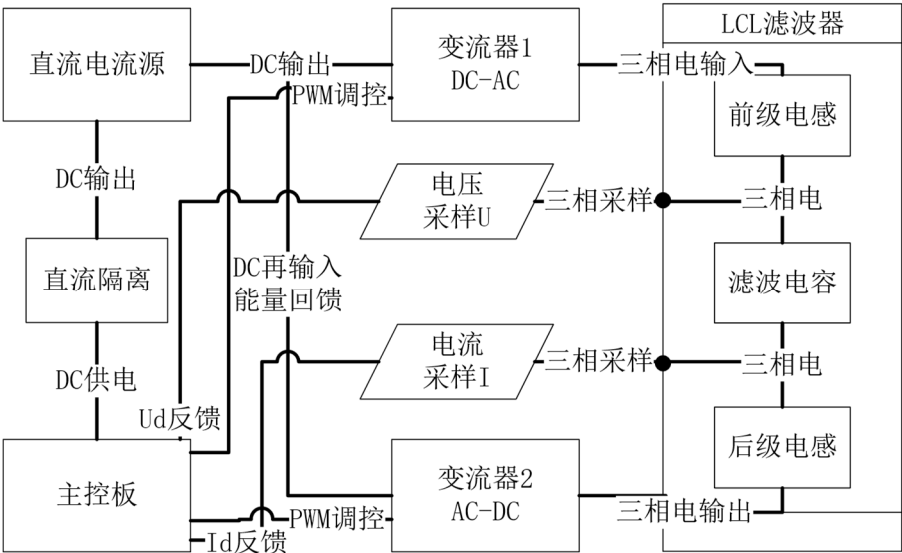 LCL滤波器
直流电流源
DC输出
变流器1
DC-AC
三相电输入
PWM调控
前级电感
DC输出
电压
采样U
三相采样
三相电
直流隔离
DC再输入
能量回馈
滤波电容
DC供电
电流
采样I
三相采样
三相电
Ud反馈
后级电感
主控板
变流器2
AC-DC
PWM调控
三相电输出
Id反馈